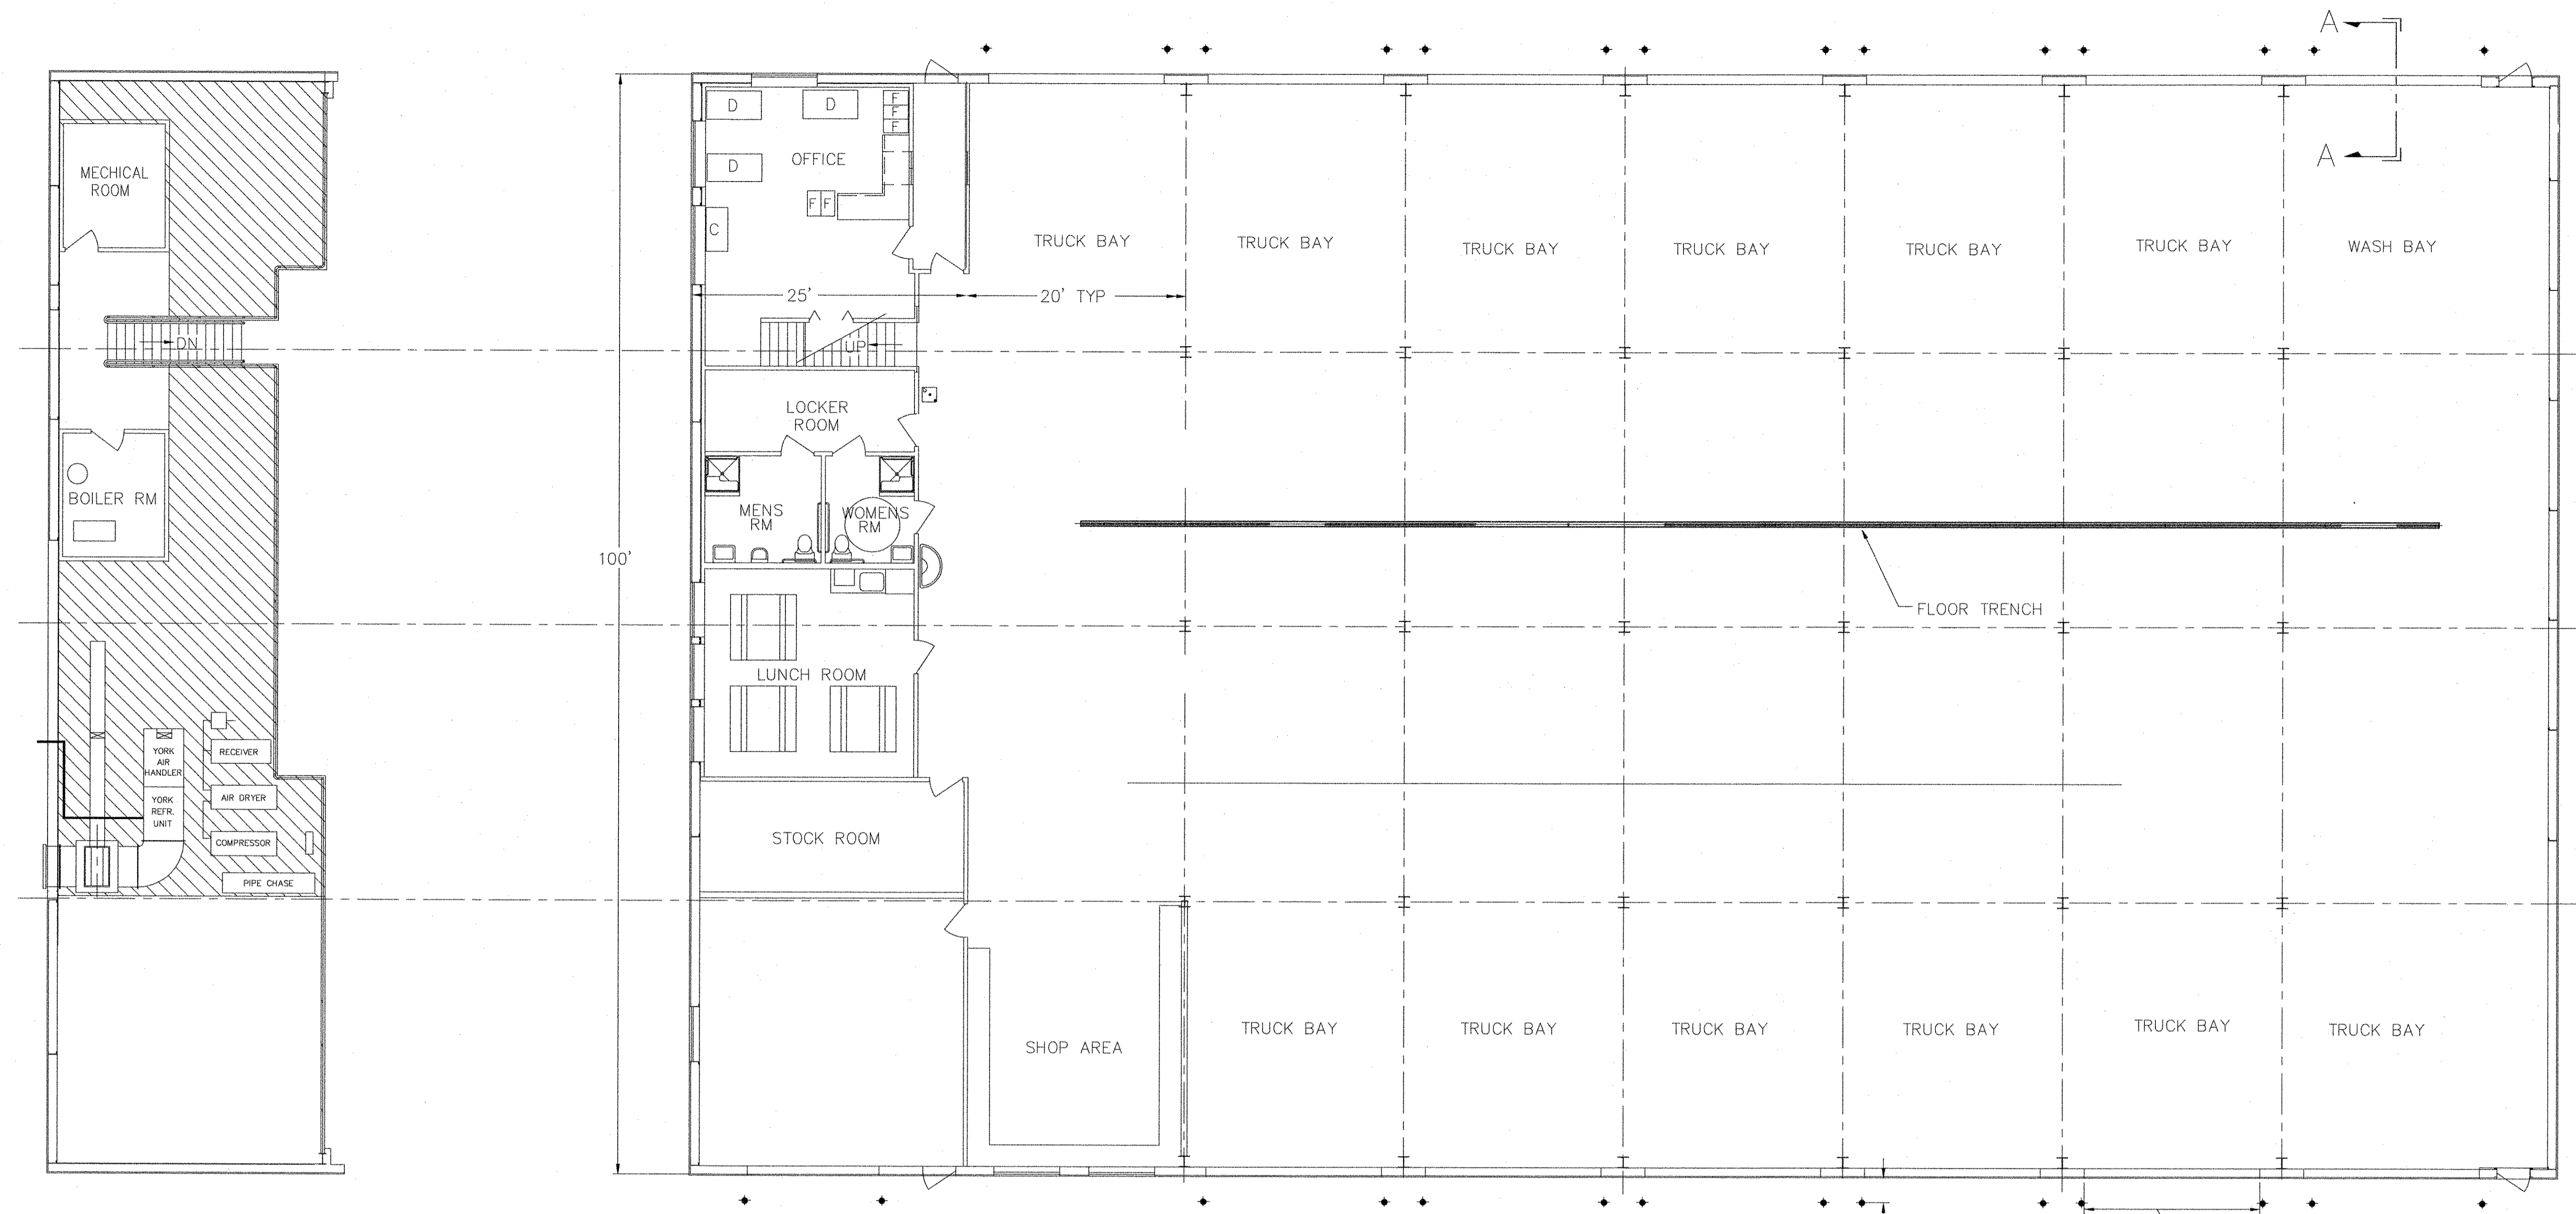 A
A
MECHICAL
ROOM
DN
BOILER RM
YORK
AIR
HANDLER
YORK
REFR.
UNIT
RECEIVER
AIR DRYER
COMPRESSOR
PIPE CHASE
100'
D
D
F
F
F
D
OFFICE
F F
C
25'
20' TYP
UP
LOCKER
ROOM
MENS
RM
WOMENS
RM
LUNCH ROOM
STOCK ROOM
SHOP AREA
TRUCK BAY
TRUCK BAY
TRUCK BAY
TRUCK BAY
TRUCK BAY
TRUCK BAY
WASH BAY
FLOOR TRENCH
TRUCK BAY
TRUCK BAY
TRUCK BAY
TRUCK BAY
TRUCK BAY
TRUCK BAY